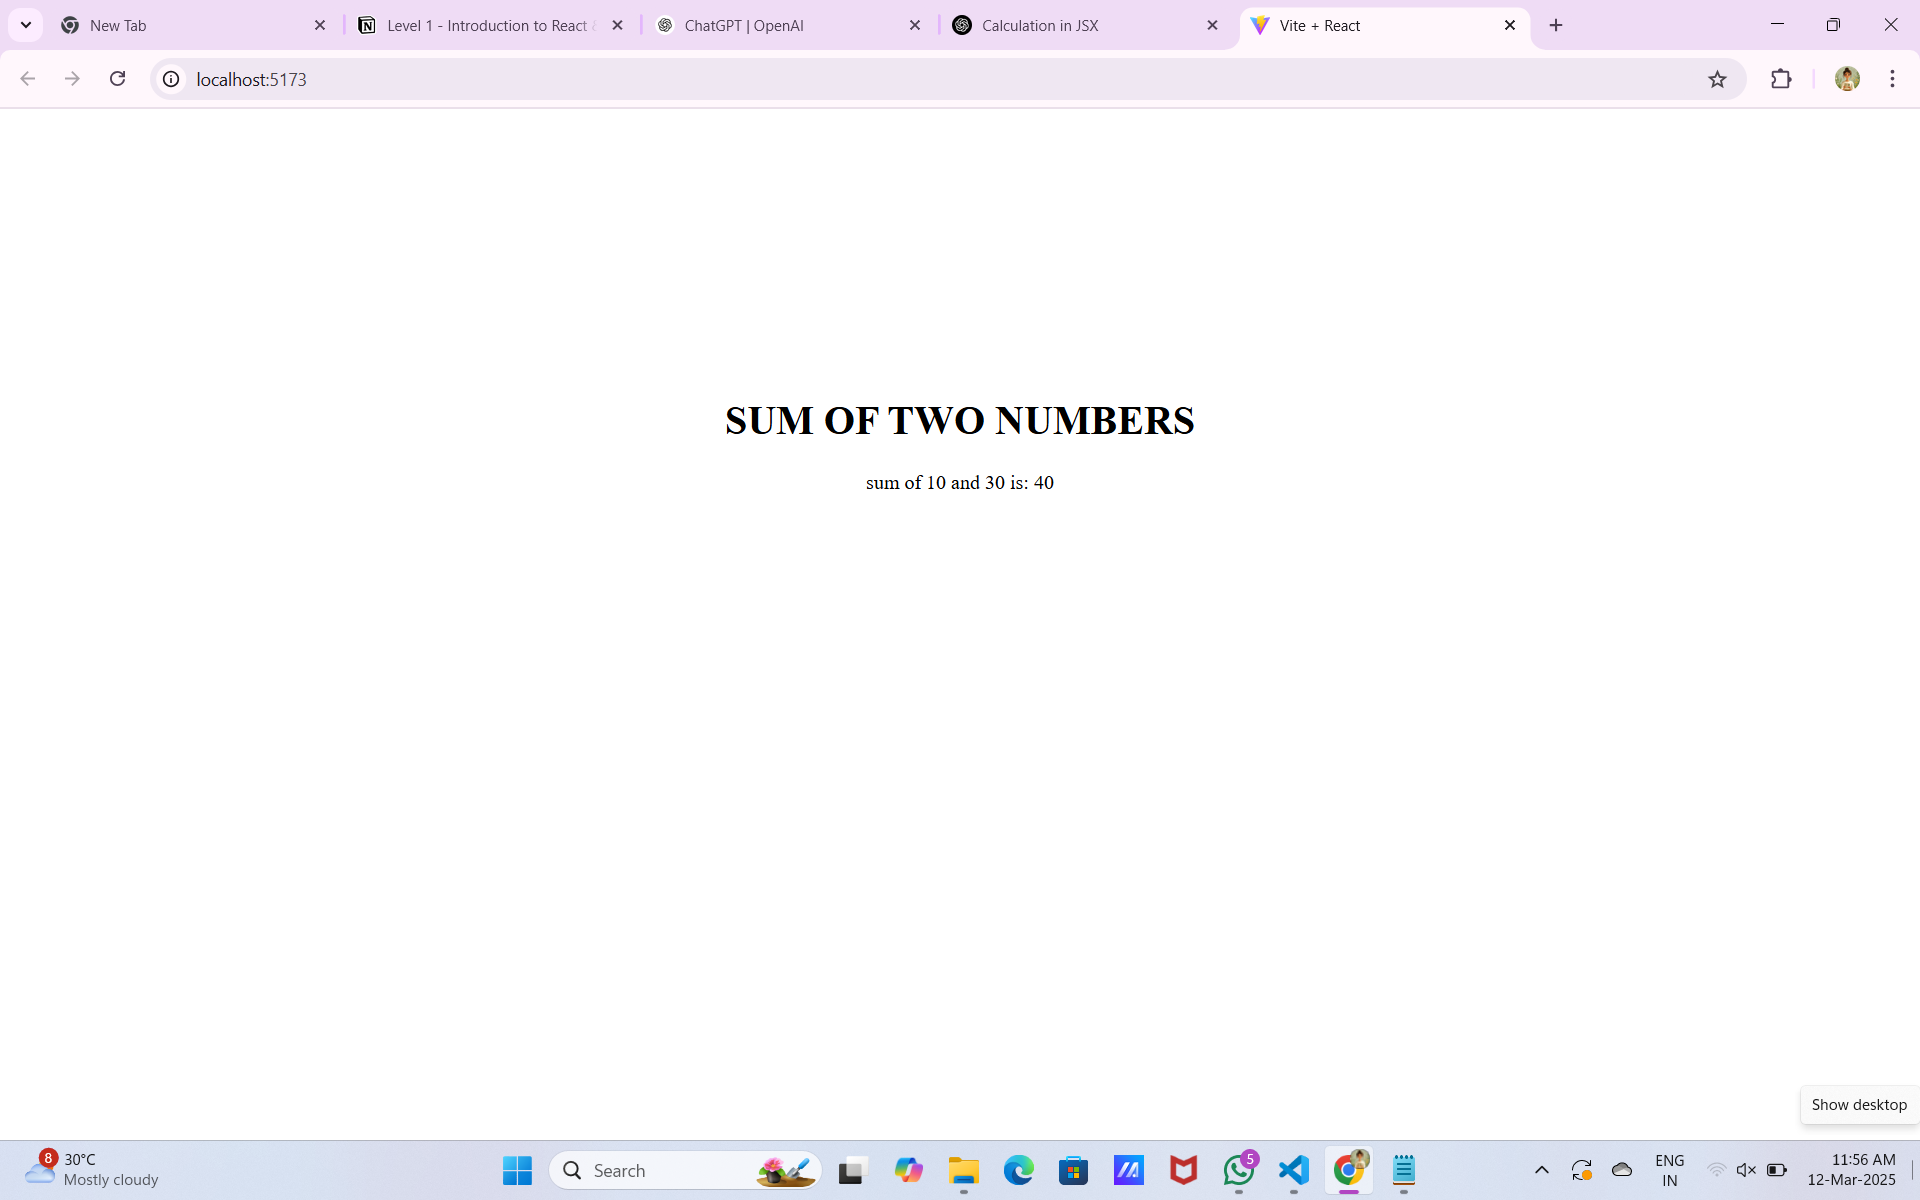 New Tab
Level 1 - Introduction to React
ChatGPT | OpenAI
Calculation in JSX
Vite + React
localhost:5173
SUM OF TWO NUMBERS
sum of 10 and 30 is: 40
Show desktop
8
30°C
Mostly cloudy
Search
5
ENG
IN
11:56 AM
12-Mar-2025